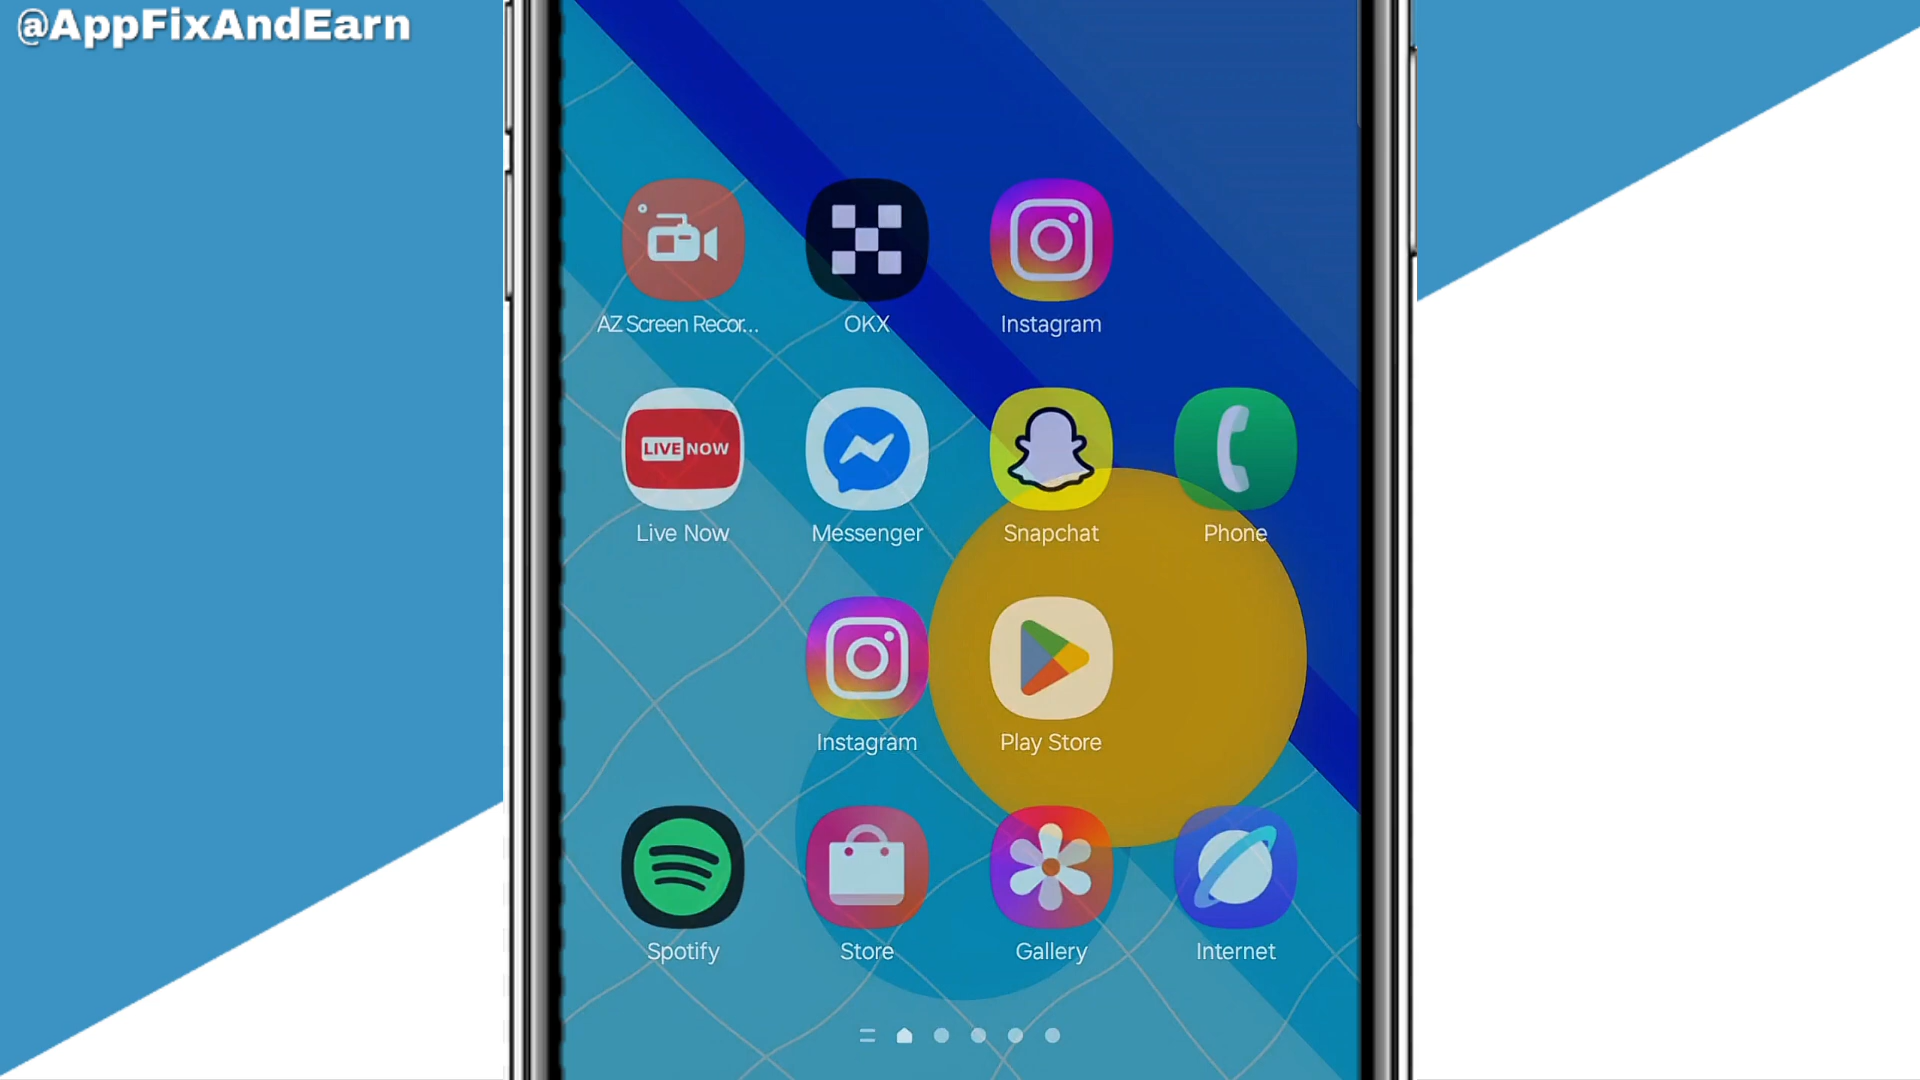 @AppFixAndEarn
AZ Screen Recor...
OKX
Instagram
LIVE NOW
Live Now
Messenger
Snapchat
Phone
Instagram
Play Store
Spotify
Store
Gallery
Internet